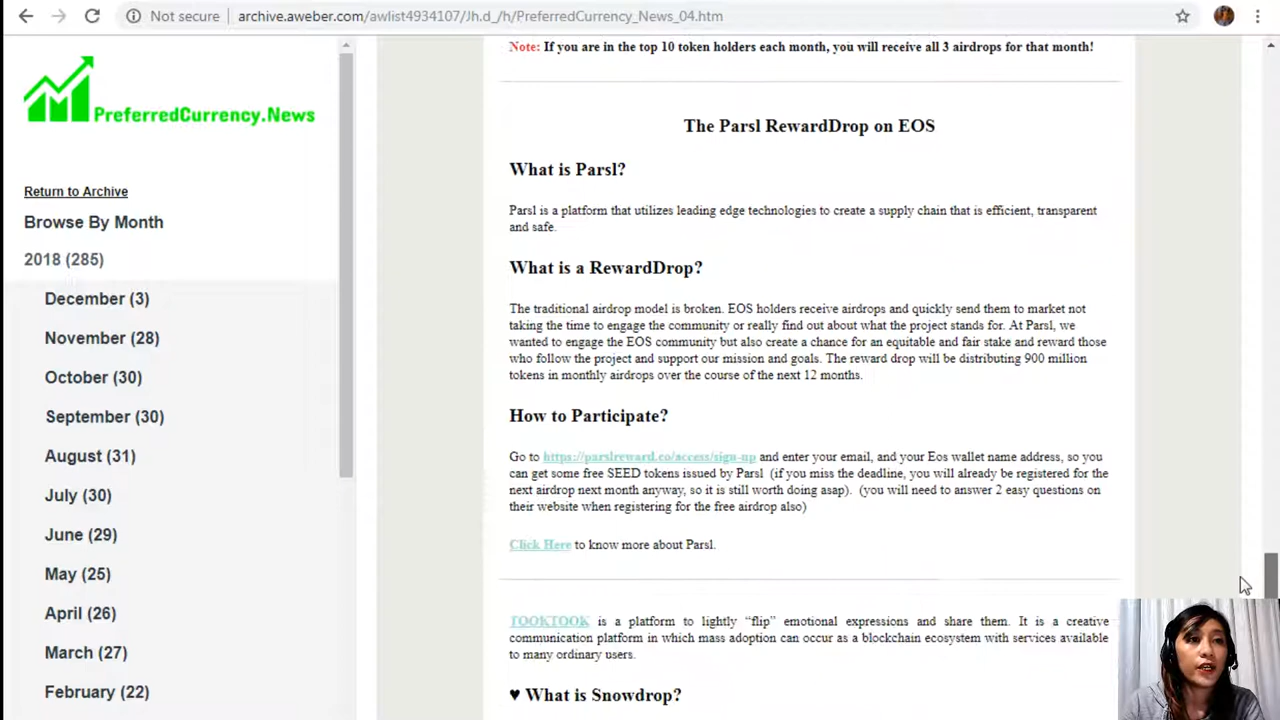 Not secure | archive.aweber.com/awlist4934107/Jh.d_/h/PreferredCurrency_News_04.htm
PreferredCurrency.News
Return to Archive
Browse By Month
2018 (285)
December (3)
November (28)
October (30)
September (30)
August (31)
July (30)
June (29)
May (25)
April (26)
March (27)
February (22)
Note: If you are in the top 10 token holders each month, you will receive all 3 airdrops for that month!
The Parsl RewardDrop on EOS
What is Parsl?
Parsl is a platform that utilizes leading edge technologies to create a supply chain that is efficient, transparent
and safe.
What is a RewardDrop?
The traditional airdrop model is broken. EOS holders receive airdrops and quickly send them to market not
taking the time to engage the community or really find out about what the project stands for. At Parsl, we
wanted to engage the EOS community but also create a chance for an equitable and fair stake and reward those
who follow the project and support our mission and goals. The reward drop will be distributing 900 million
tokens in monthly airdrops over the course of the next 12 months.
How to Participate?
Go to https://parslreward.co/access/sign-up and enter your email, and your Eos wallet name address, so you
can get some free SEED tokens issued by Parsl (if you miss the deadline, you will already be registered for the
next airdrop next month anyway, so it is still worth doing asap). (you will need to answer 2 easy questions on
their website when registering for the free airdrop also)
Click Here to know more about Parsl.
TOOKTOOK is a platform to lightly “flip” emotional expressions and share them. It is a creative
communication platform in which mass adoption can occur as a blockchain ecosystem with services available
to many ordinary users.
♥ What is Snowdrop?